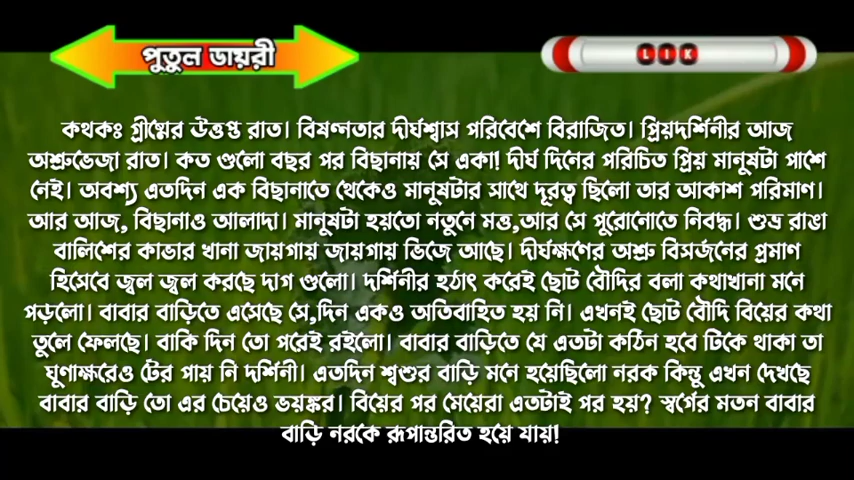 পুতুল ডায়রী
LIK
কথকঃ গ্রীষ্মের উত্তপ্ত রাত। বিষণ্ণতার দীর্ঘশ্বাস পরিবেশে বিরাজিত। প্রিয়দর্শিনীর আজ
অশ্রুভেজা রাত। কত গুলো বছর পর বিছানায় সে একা! দীর্ঘ দিনের পরিচিত প্রিয় মানুষটা পাশে
নেই। অবশ্য এতদিন এক বিছানাতে থেকেও মানুষটার সাথে দূরত্ব ছিলো তার আকাশ পরিমাণ।
আর আজ, বিছানাও আলাদা। মানুষটা হয়তো নতুনে মত্ত,আর সে পুরোনোতে নিবদ্ধ। শুভ্র রাঙা
বালিশের কাভার খানা জায়গায় জায়গায় ভিজে আছে। দীর্ঘক্ষণের অশ্রু বিসর্জনের প্রমাণ
হিসেবে জ্বল জ্বল করছে দাগ গুলো। দর্শিনীর হঠাৎ করেই ছোট বৌদির বলা কথাখানা মনে
পড়লো। বাবার বাড়িতে এসেছে সে,দিন একও অতিবাহিত হয় নি। এখনই ছোট বৌদি বিয়ের কথা
তুলে ফেলছে। বাকি দিন তো পরেই রইলো। বাবার বাড়িতে যে এতটা কঠিন হবে টিকে থাকা তা
ঘুণাক্ষরেও টের পায় নি দর্শিনী। এতদিন শ্বশুর বাড়ি মনে হয়েছিলো নরক কিন্তু এখন দেখছে
বাবার বাড়ি তো এর চেয়েও ভয়ঙ্কর। বিয়ের পর মেয়েরা এতটাই পর হয়? স্বর্গের মতন বাবার
বাড়ি নরকে রূপান্তরিত হয়ে যায়!